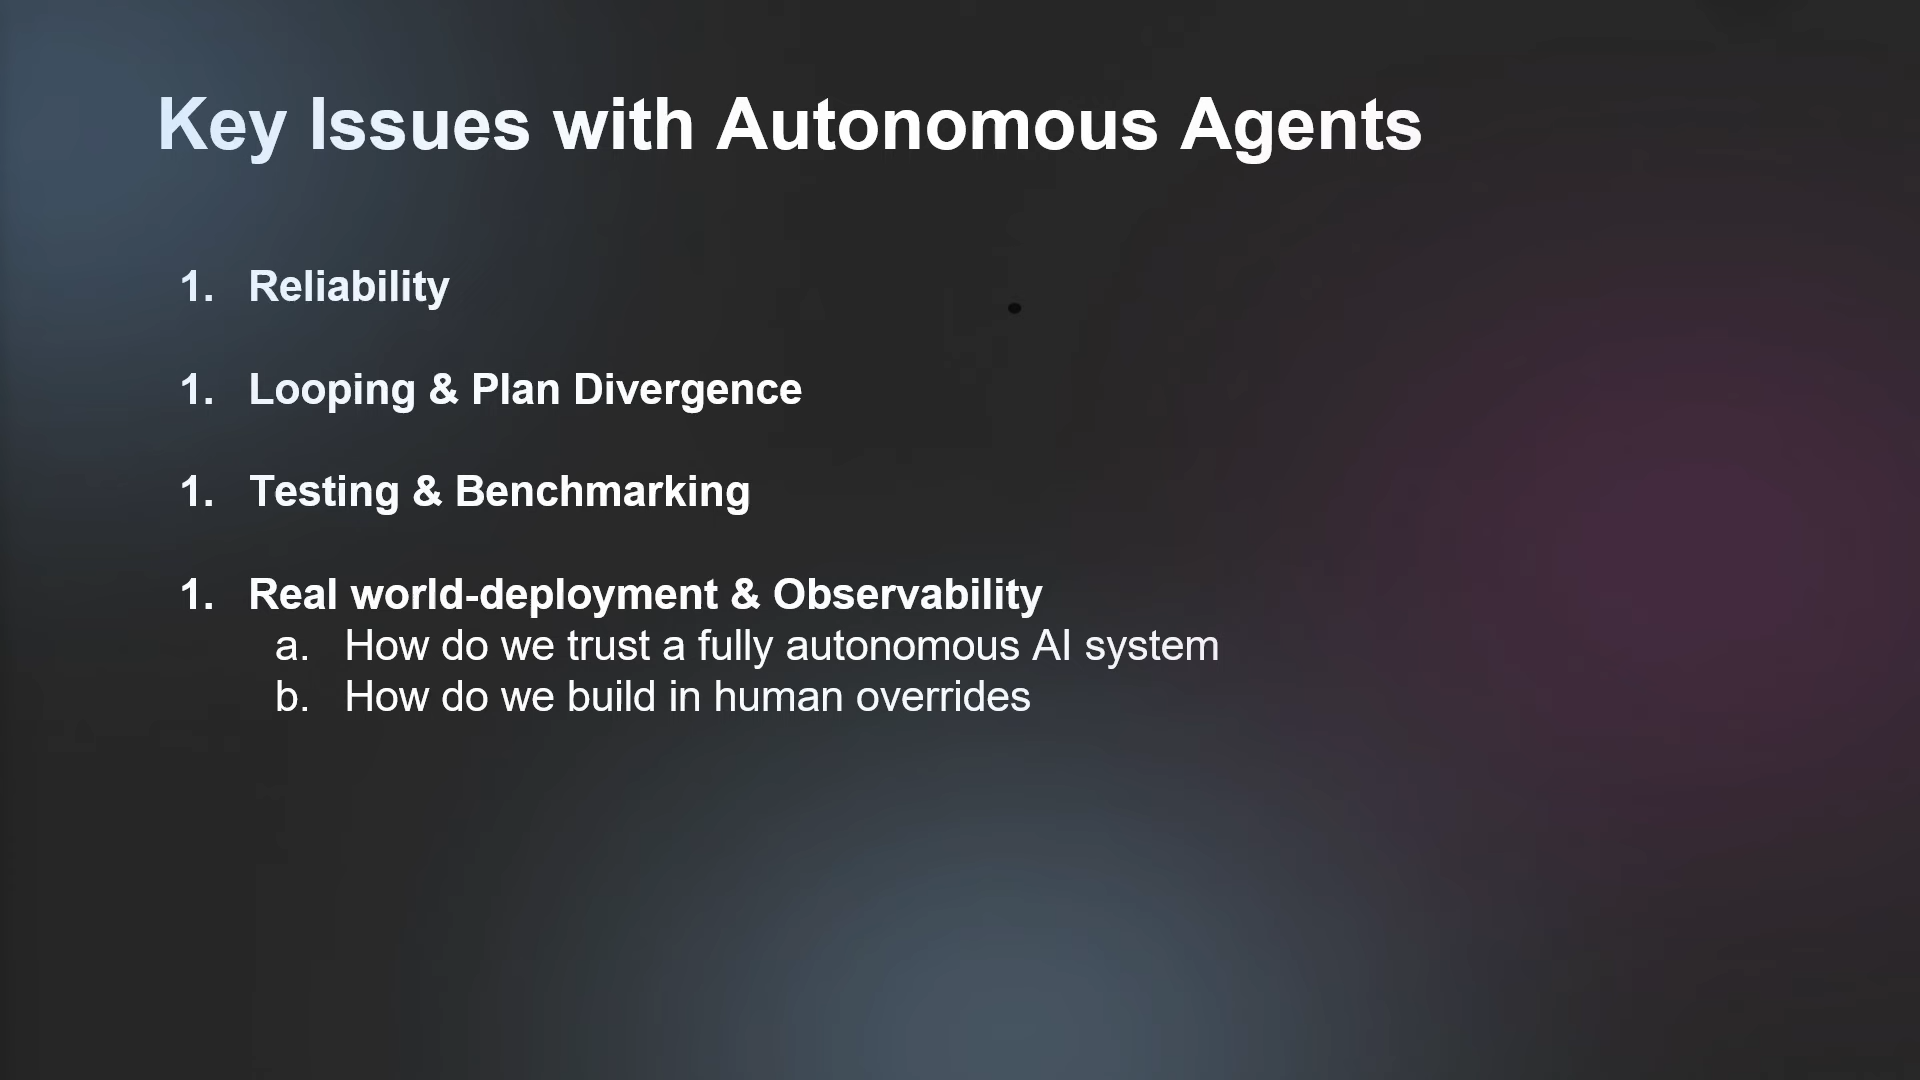 Key Issues with Autonomous Agents
1. Reliability
1. Looping & Plan Divergence
1. Testing & Benchmarking
1. Real world-deployment & Observability
a. How do we trust a fully autonomous AI system
b. How do we build in human overrides